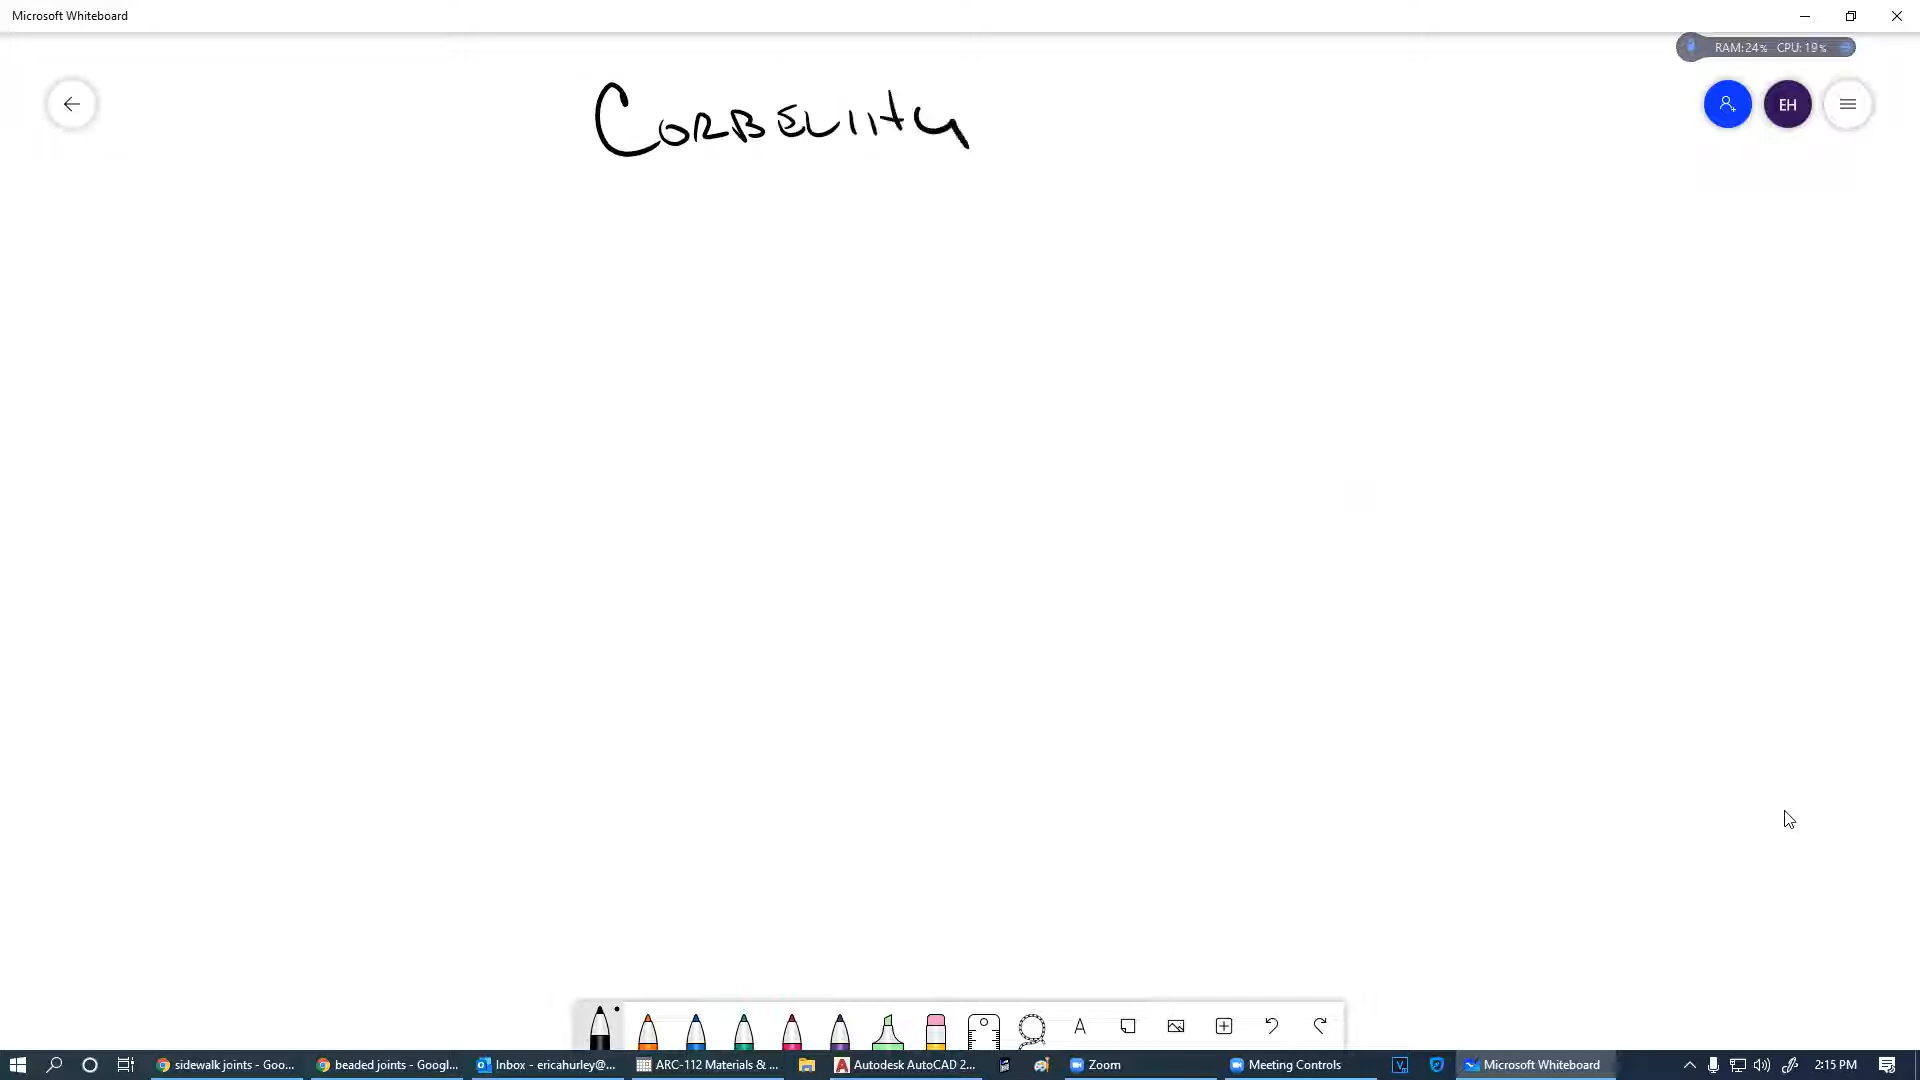 Microsoft Whiteboard
RAM:24% CPU:19%
EH
CORBELLING
A
sidewalk joints - Goo...
beaded joints - Googl...
Inbox - ericahurley@...
ARC-112 Materials & ...
Autodesk AutoCAD 2...
Zoom
Meeting Controls
Microsoft Whiteboard
2:15 PM